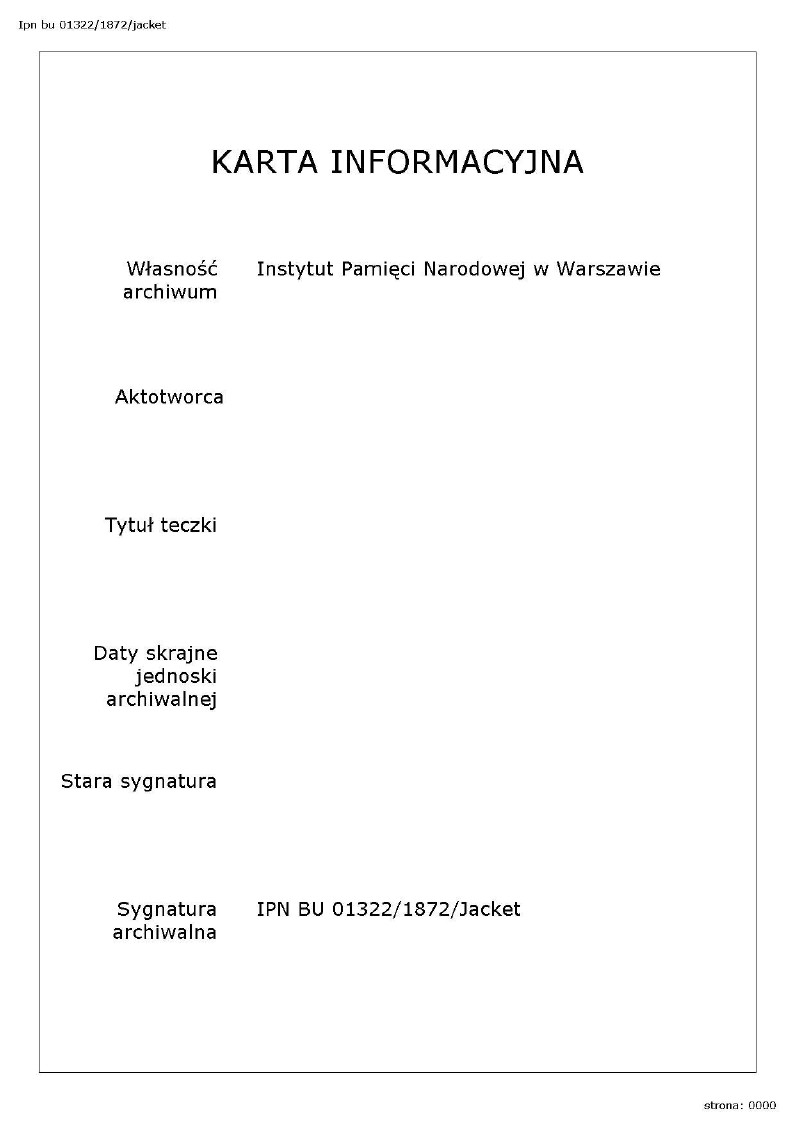 Ipn bu 01322/1872/jacket
KARTA INFORMACYJNA
Własność
archiwum
Instytut Pamięci Narodowej w Warszawie
Aktotworca
Tytuł teczki
Daty skrajne
jednoski
archiwalnej
Stara sygnatura
Sygnatura
archiwalna
IPN BU 01322/1872/Jacket
strona: 0000